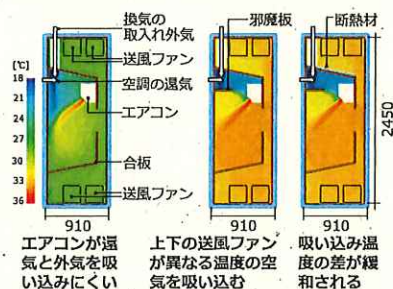 換気の
取入れ外気
送風ファン
空調の還気
エアコン
合板
送風ファン
邪魔板
断熱材
[℃]
18
21
24
27
30
33
36
2450
910
910
910
エアコンが還
気と外気を吸
い込みにくい
上下の送風ファン
が異なる温度の空
気を吸い込む
吸い込み温
度の差が緩
和される